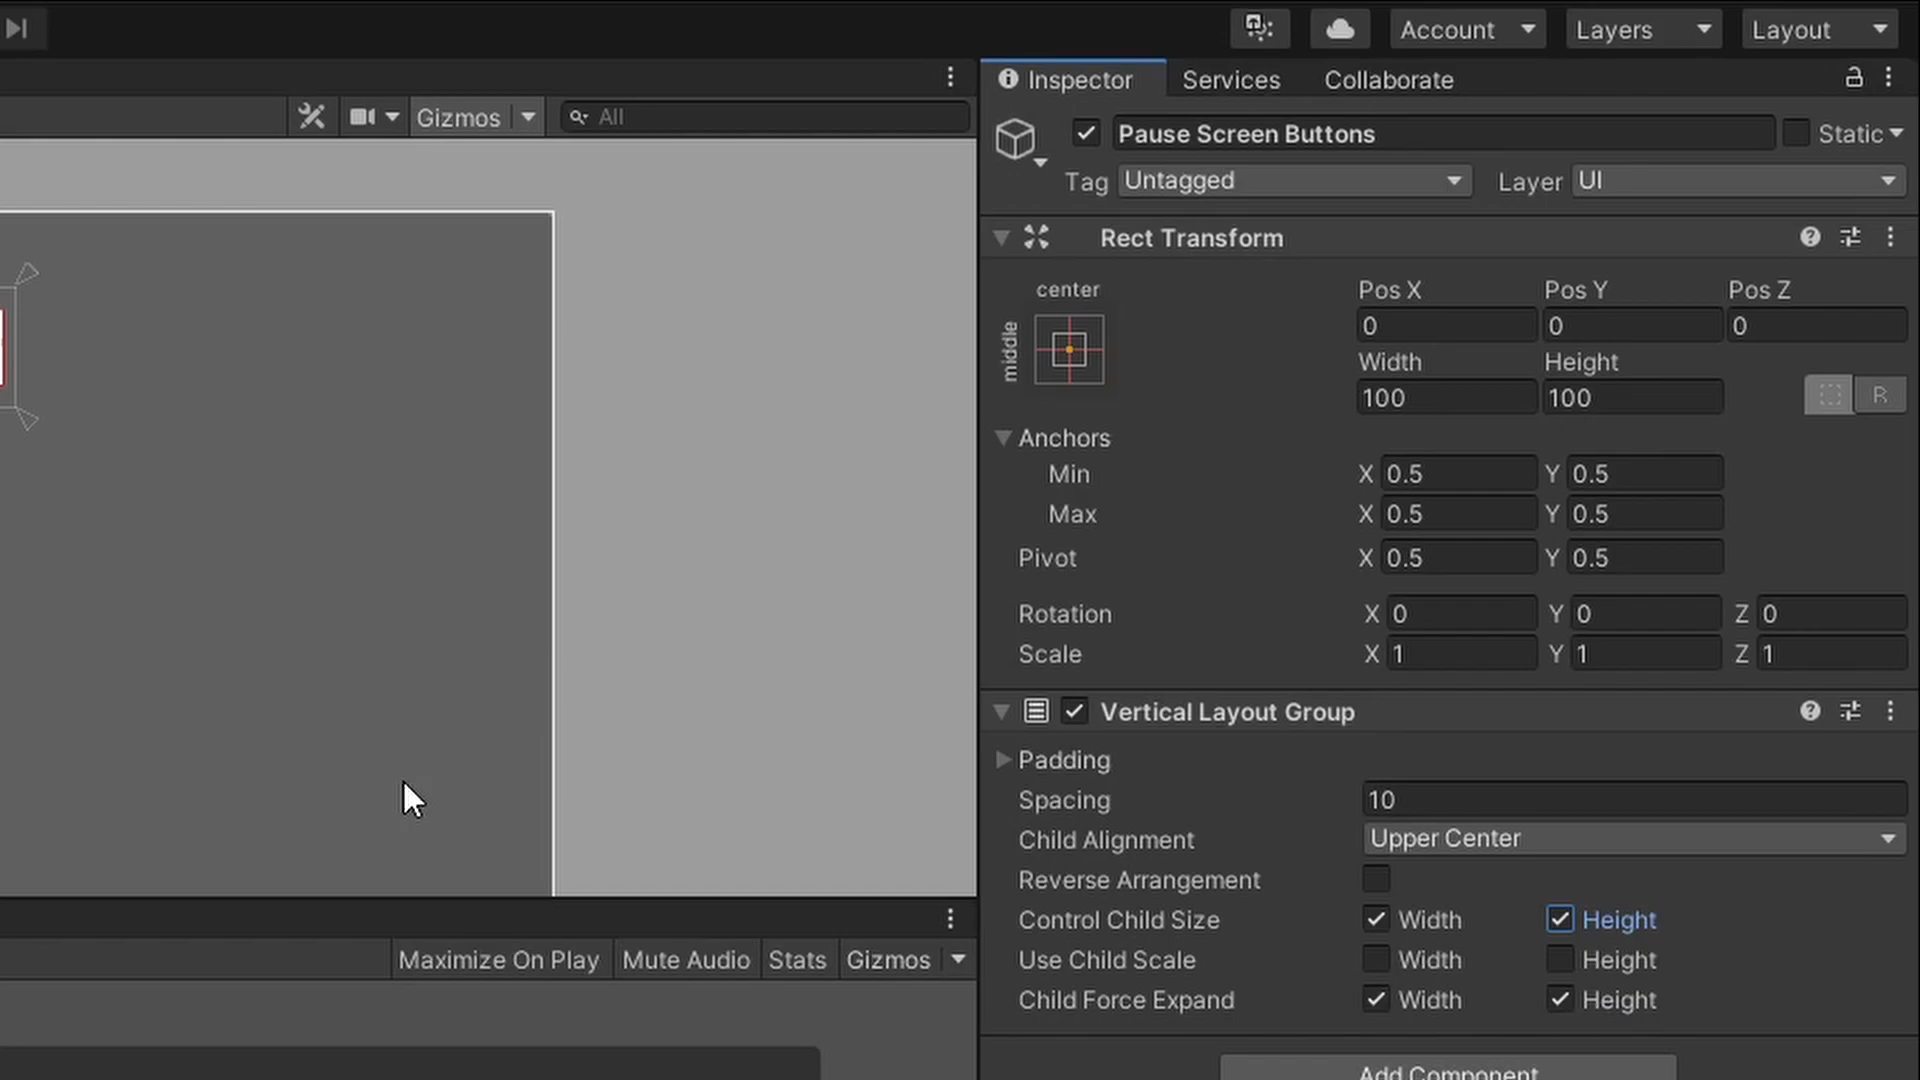 Account
Layers
Layout
Inspector
Services
Collaborate
Gizmos
All
Pause Screen Buttons
Static
Tag
Untagged
Layer
UI
Rect Transform
center
middle
Pos X
Pos Y
Pos Z
0
0
0
Width
Height
100
100
R
Anchors
Min
X 0.5
Y 0.5
Max
X 0.5
Y 0.5
Pivot
X 0.5
Y 0.5
Rotation
X 0
Y 0
Z 0
Scale
X 1
Y 1
Z 1
Vertical Layout Group
Padding
Spacing
10
Child Alignment
Upper Center
Reverse Arrangement
Control Child Size
Width
Height
Use Child Scale
Width
Height
Child Force Expand
Width
Height
Maximize On Play
Mute Audio
Stats
Gizmos
Add Component